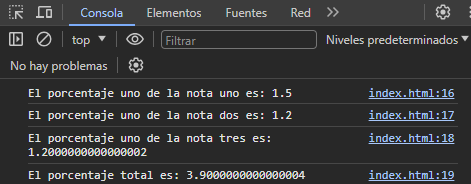 Consola Elementos Fuentes Red »
top Filtrar Niveles predeterminados
No hay problemas
El porcentaje uno de la nota uno es: 1.5 index.html:16
El porcentaje uno de la nota dos es: 1.2 index.html:17
El porcentaje uno de la nota tres es: index.html:18
1.2000000000000002
El porcentaje total es: 3.9000000000000004 index.html:19